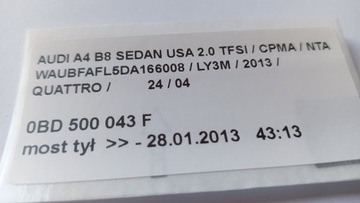 AUDI A4 B8 SEDAN USA 2.0 TFSI / CPMA / NTA
WAUBFAFL5DA166008 / LY3M / 2013 /
QUATTRO / 24 / 04
0BD 500 043 F
most tył >> - 28.01.2013 43:13